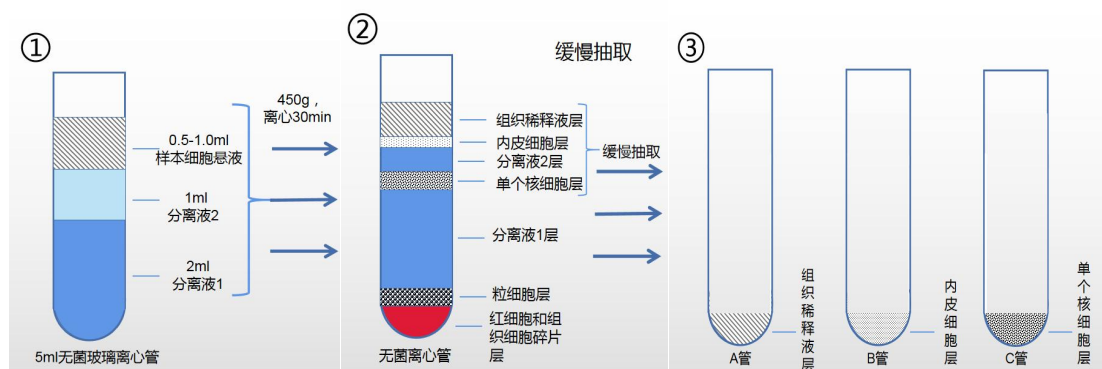 ①
0.5-1.0ml
样本细胞悬液
1ml
分离液2
2ml
分离液1
5ml无菌玻璃离心管
450g，
离心30min
②
缓慢抽取
组织稀释液层
内皮细胞层
分离液2层
单个核细胞层
缓慢抽取
分离液1层
粒细胞层
红细胞和组
织细胞碎片
层
无菌离心管
③
组织稀释液层
A管
内皮细胞层
B管
单个核细胞层
C管